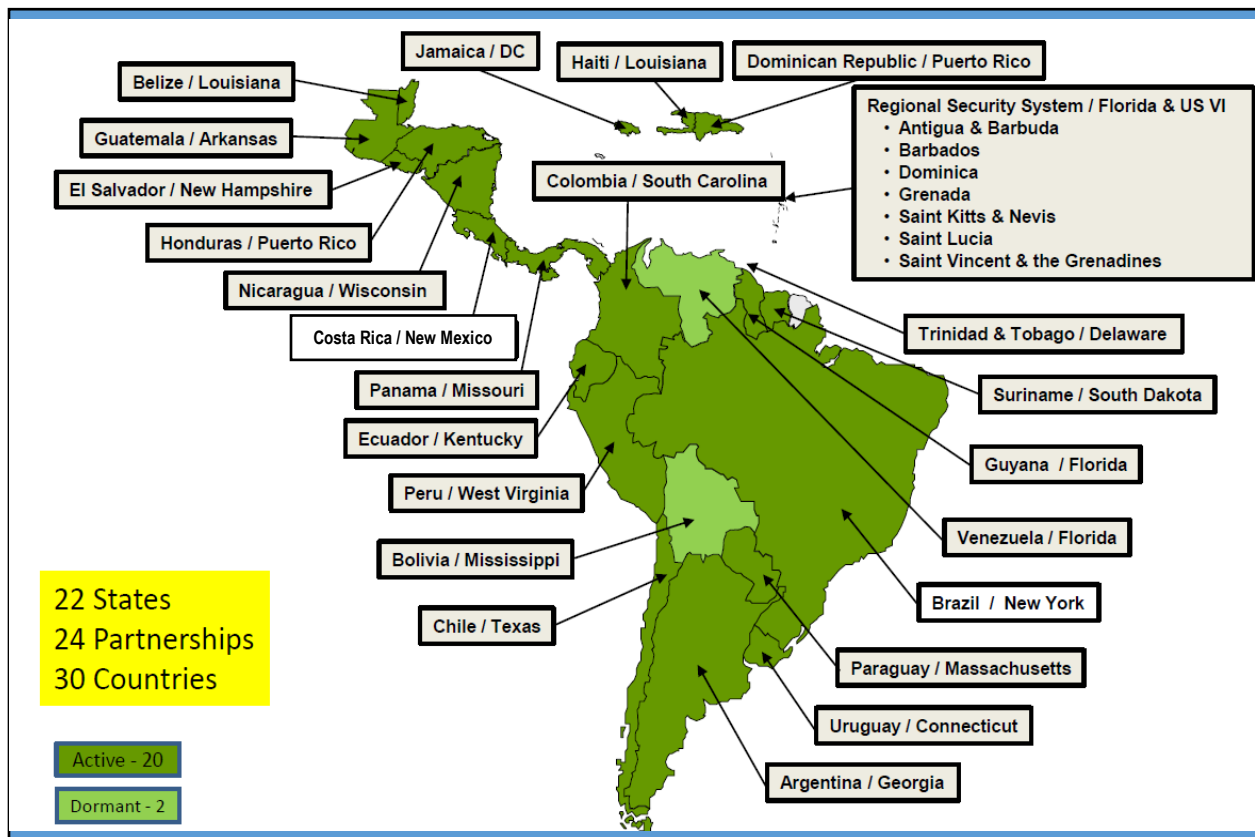 Jamaica / DC
Haiti / Louisiana
Dominican Republic / Puerto Rico
Belize / Louisiana
Regional Security System / Florida & US VI
• Antigua & Barbuda
• Barbados
• Dominica
• Grenada
• Saint Kitts & Nevis
• Saint Lucia
• Saint Vincent & the Grenadines
Guatemala / Arkansas
El Salvador / New Hampshire
Colombia / South Carolina
Honduras / Puerto Rico
Nicaragua / Wisconsin
Costa Rica / New Mexico
Trinidad & Tobago / Delaware
Panama / Missouri
Suriname / South Dakota
Ecuador / Kentucky
Guyana / Florida
Peru / West Virginia
Venezuela / Florida
Bolivia / Mississippi
Brazil / New York
Chile / Texas
22 States
24 Partnerships
30 Countries
Paraguay / Massachusetts
Uruguay / Connecticut
Active - 20
Argentina / Georgia
Dormant - 2